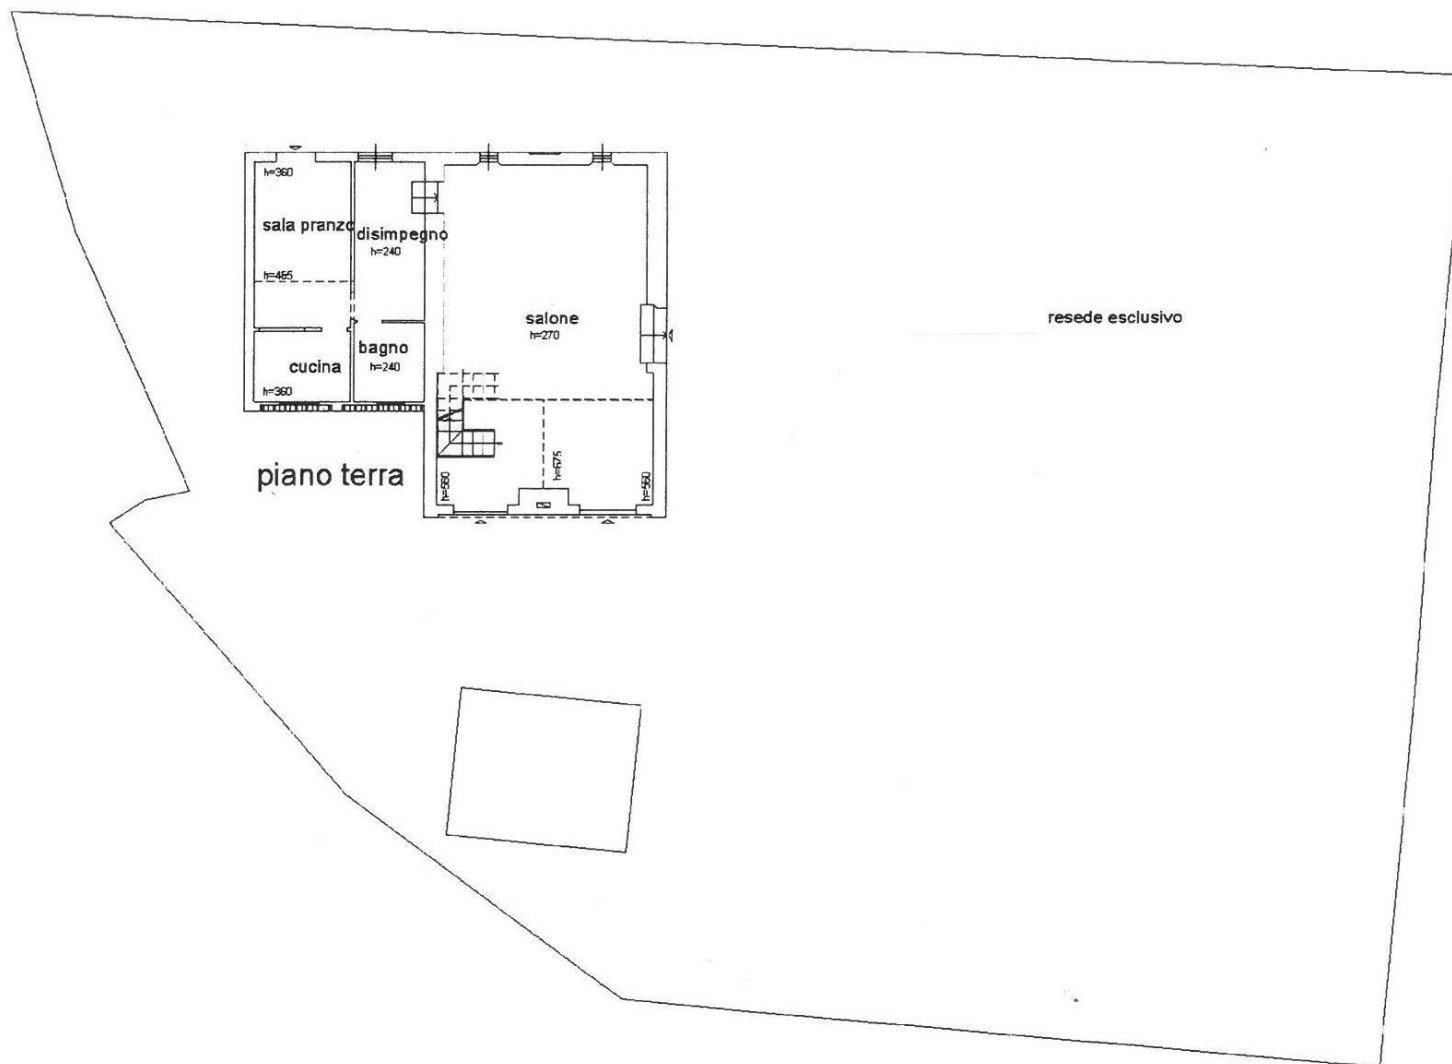 h=360
sala pranzo
disimpegno
h=240
h=465
salone
h=270
resede esclusivo
bagno
h=240
cucina
h=360
piano terra
h=560
h=675
h=560